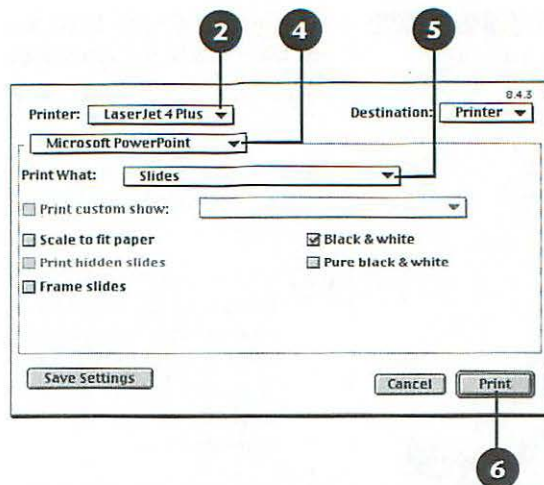 2 4 5
8.4.3
Printer: LaserJet 4 Plus Destination: Printer
Microsoft PowerPoint
Print What: Slides
Print custom show:
Scale to fit paper Black & white
Print hidden slides Pure black & white
Frame slides
Save Settings Cancel Print
6